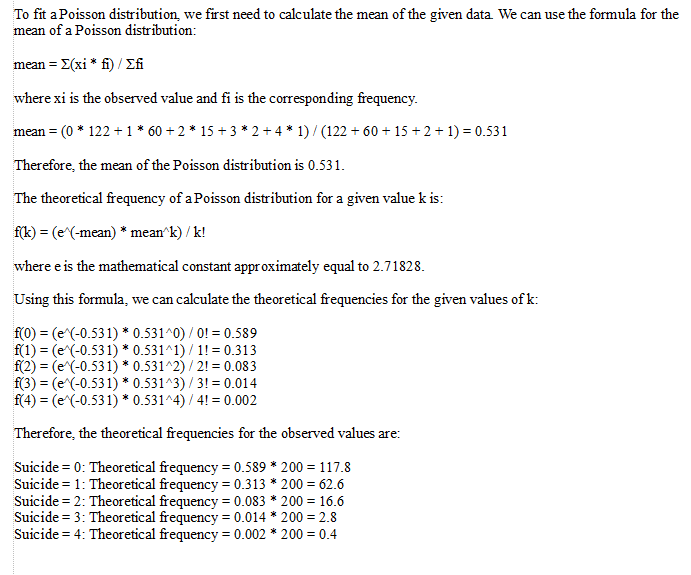 To fit a Poisson distribution, we first need to calculate the mean of the given data. We can use the formula for the
mean of a Poisson distribution:
mean = Σ(xi * fi) / Σfi
where xi is the observed value and fi is the corresponding frequency.
mean = (0 * 122 + 1 * 60 + 2 * 15 + 3 * 2 + 4 * 1) / (122 + 60 + 15 + 2 + 1) = 0.531
Therefore, the mean of the Poisson distribution is 0.531.
The theoretical frequency of a Poisson distribution for a given value k is:
f(k) = (e^(-mean) * mean^k) / k!
where e is the mathematical constant approximately equal to 2.71828.
Using this formula, we can calculate the theoretical frequencies for the given values of k:
f(0) = (e^(-0.531) * 0.531^0) / 0! = 0.589
f(1) = (e^(-0.531) * 0.531^1) / 1! = 0.313
f(2) = (e^(-0.531) * 0.531^2) / 2! = 0.083
f(3) = (e^(-0.531) * 0.531^3) / 3! = 0.014
f(4) = (e^(-0.531) * 0.531^4) / 4! = 0.002
Therefore, the theoretical frequencies for the observed values are:
Suicide = 0: Theoretical frequency = 0.589 * 200 = 117.8
Suicide = 1: Theoretical frequency = 0.313 * 200 = 62.6
Suicide = 2: Theoretical frequency = 0.083 * 200 = 16.6
Suicide = 3: Theoretical frequency = 0.014 * 200 = 2.8
Suicide = 4: Theoretical frequency = 0.002 * 200 = 0.4